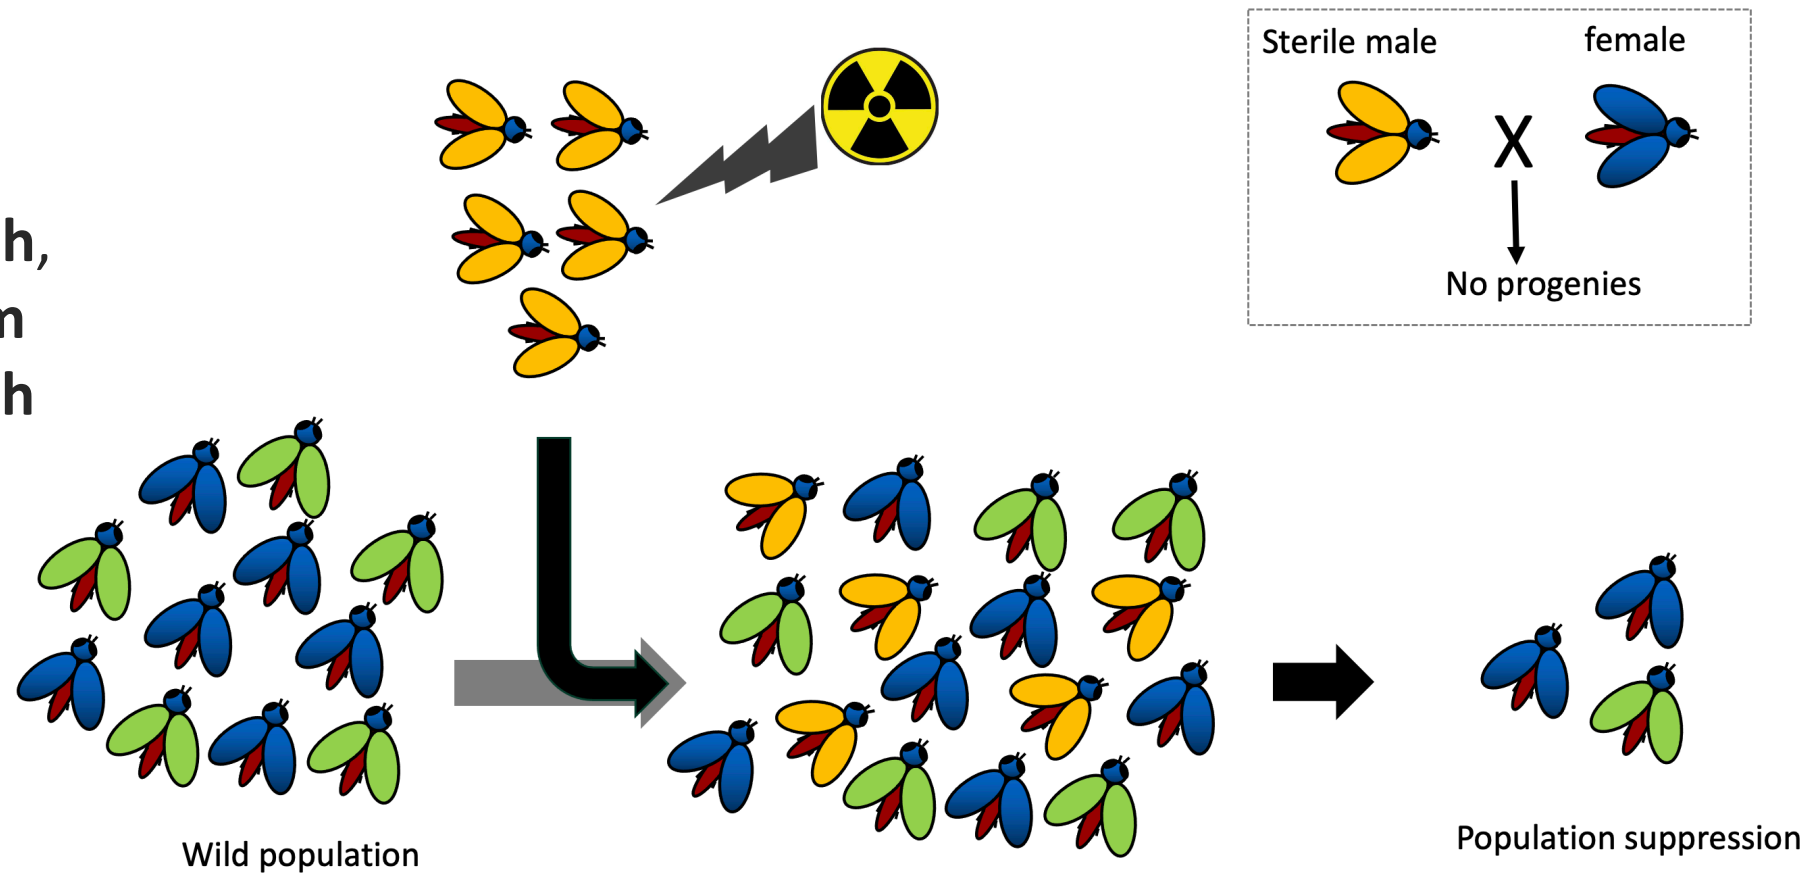 h,
m
h
Sterile male
female
X
No progenies
Wild population
Population suppression